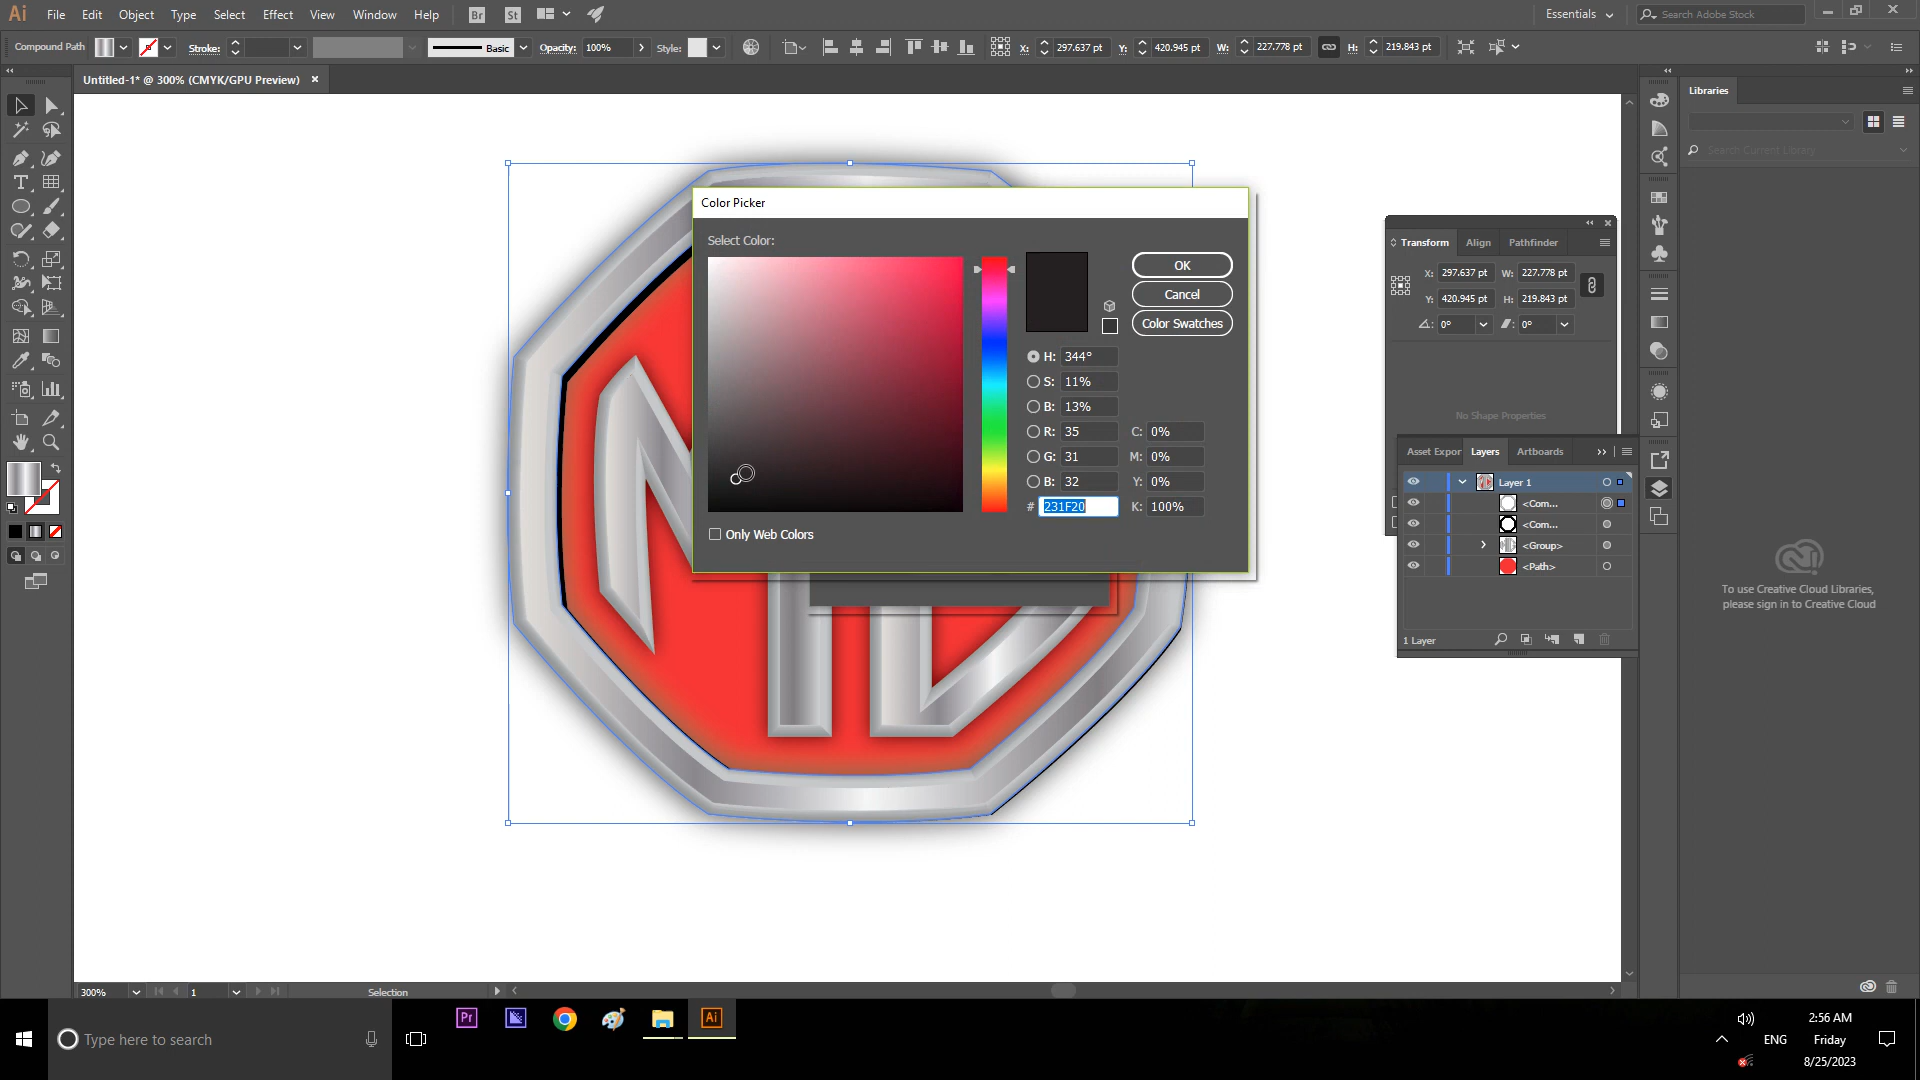 Ai File Edit Object Type Select Effect View Window Help Br St Essentials Search Adobe Stock
Compound Path Stroke: Basic Opacity: 100% Style: X: 297.637 pt Y: 420.945 pt W: 227.778 pt H: 219.843 pt
Untitled-1* @ 300% (CMYK/GPU Preview)
Libraries
Search Current Library
Color Picker
Select Color:
OK
Cancel
Color Swatches
H: 344°
S: 11%
B: 13%
R: 35 C: 0%
G: 31 M: 0%
B: 32 Y: 0%
# 231F20 K: 100%
Only Web Colors
Transform Align Pathfinder
X: 297.637 pt W: 227.778 pt
Y: 420.945 pt H: 219.843 pt
0° 0°
No Shape Properties
Asset Expor Layers Artboards
Layer 1
<Com...
<Com...
<Group>
<Path>
1 Layer
To use Creative Cloud Libraries,
please sign in to Creative Cloud
300% 1 Selection
Type here to search
Pr
Ai
ENG
2:56 AM
Friday
8/25/2023